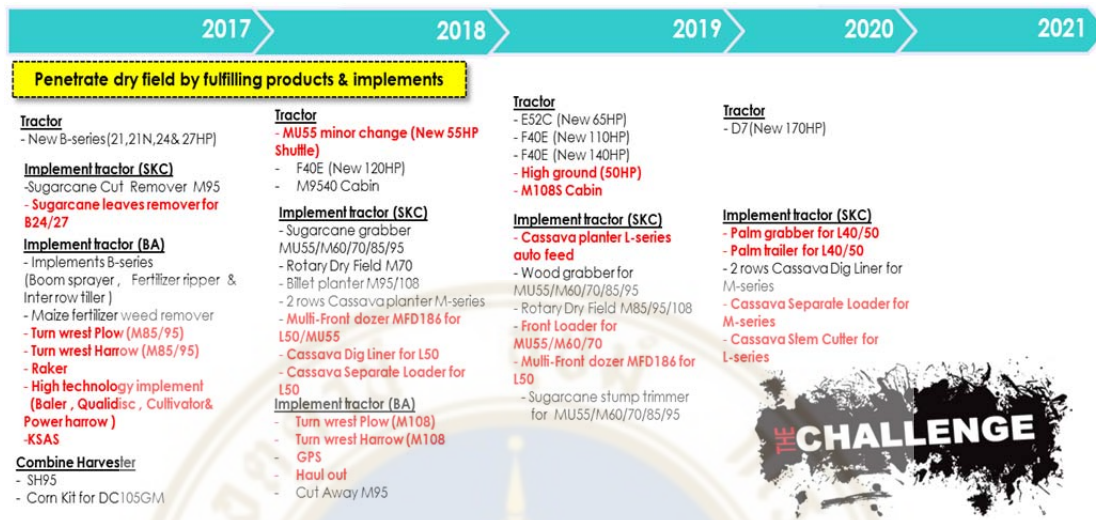 2017
2018
2019
2020
2021
Penetrate dry field by fulfilling products & implements
Tractor
- New B-series(21,21N,24& 27HP)
Implement tractor (SKC)
-Sugarcane Cut Remover M95
- Sugarcane leaves remover for
B24/27
Implement tractor (BA)
- Implements B-series
(Boom sprayer , Fertilizer ripper &
Inter row tiller )
- Maize fertilizer weed remover
- Turn wrest Plow (M85/95)
- Turn wrest Harrow (M85/95)
- Raker
- High technology implement
(Baler , Qualidisc , Cultivator&
Power harrow )
-KSAS
Combine Harvester
- SH95
- Corn Kit for DC105GM
Tractor
- MU55 minor change (New 55HP
Shuttle)
- F40E (New 120HP)
- M9540 Cabin
Implement tractor (SKC)
- Sugarcane grabber
MU55/M60/70/85/95
- Rotary Dry Field M70
- Billet planter M95/108
- 2 rows Cassava planter M-series
- Multi-Front dozer MFD186 for
L50/MU55
- Cassava Dig Liner for L50
- Cassava Separate Loader for
L50
Implement tractor (BA)
- Turn wrest Plow (M108)
- Turn wrest Harrow (M108
- GPS
- Haul out
- Cut Away M95
Tractor
- E52C (New 65HP)
- F40E (New 110HP)
- F40E (New 140HP)
- High ground (50HP)
- M108S Cabin
Implement tractor (SKC)
- Cassava planter L-series
auto feed
- Wood grabber for
MU55/M60/70/85/95
- Rotary Dry Field M85/95/108
- Front Loader for
MU55/M60/70
- Multi-Front dozer MFD186 for
L50
- Sugarcane stump trimmer
for MU55/M60/70/85/95
Tractor
- D7(New 170HP)
Implement tractor (SKC)
- Palm grabber for L40/50
- Palm trailer for L40/50
- 2 rows Cassava Dig Liner for
M-series
- Cassava Separate Loader for
M-series
- Cassava Stem Cutter for
L-series
THE CHALLENGE